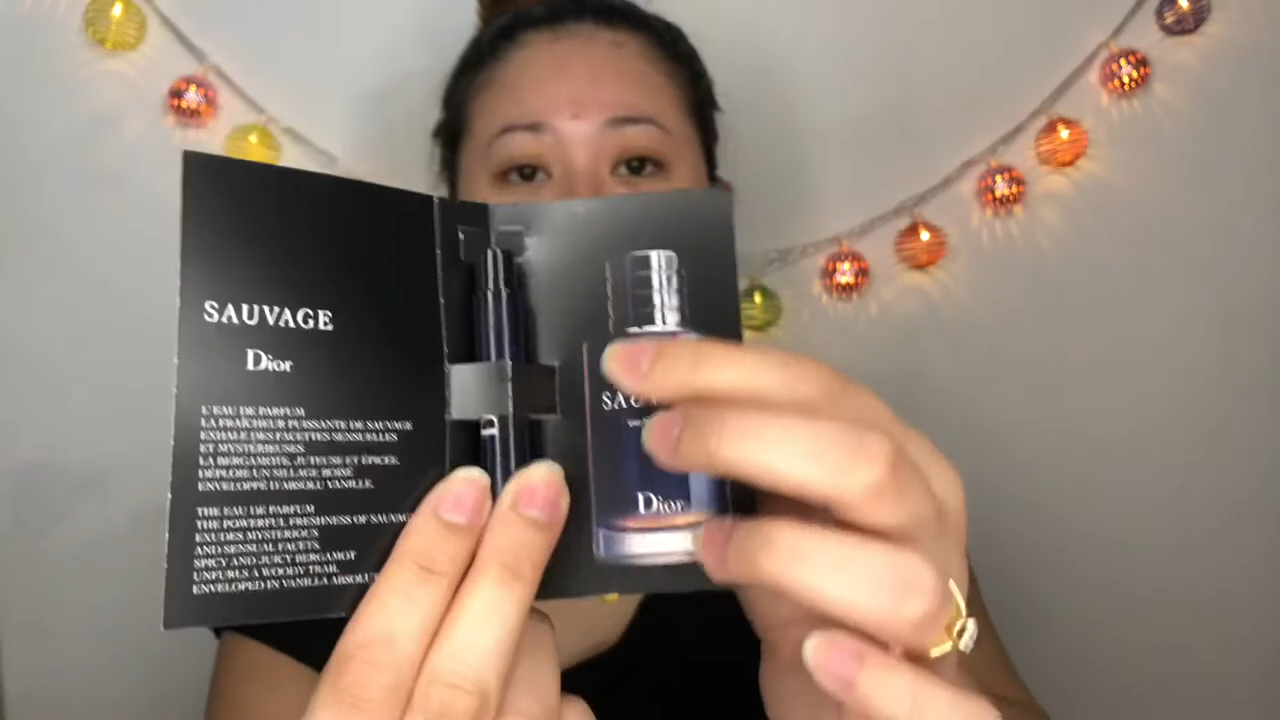 SAUVAGE
Dior
L'EAU DE PARFUM
LA FRAÎCHEUR PUISSANTE DE SAUVAGE
EXHALE DES FACETTES SENSUELLES
ET MYSTÉRIEUSES.
LA BERGAMOTE, JUTEUSE ET ÉPICÉE,
DÉPLOIE UN SILLAGE BOISÉ
ENVELOPPÉ D'ABSOLU VANILLE.
THE EAU DE PARFUM
THE POWERFUL FRESHNESS OF SAUVAG
EXUDES MYSTERIOUS
AND SENSUAL FACETS.
SPICY AND JUICY BERGAMOT
UNFURLS A WOODY TRAIL
ENVELOPED IN VANILLA ABSOLU
Dior